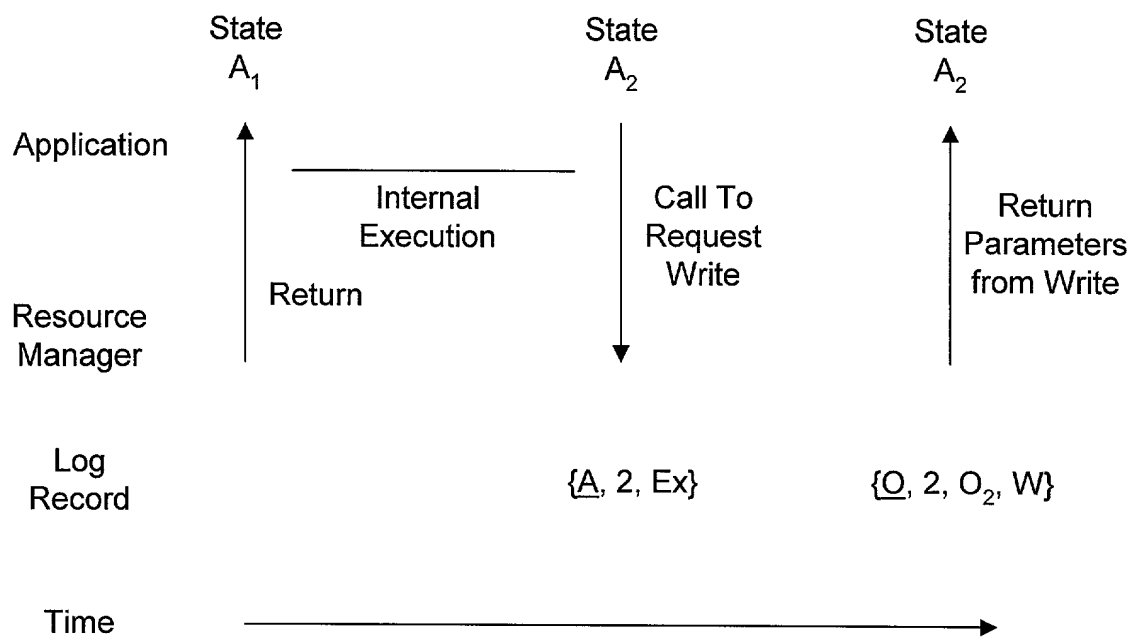 State
A₁
State
A₂
State
A₂
Application
Internal
Execution
Call To
Request
Write
Return
Parameters
from Write
Return
Resource
Manager
Log
Record
{A, 2, Ex}
{O, 2, O₂, W}
Time